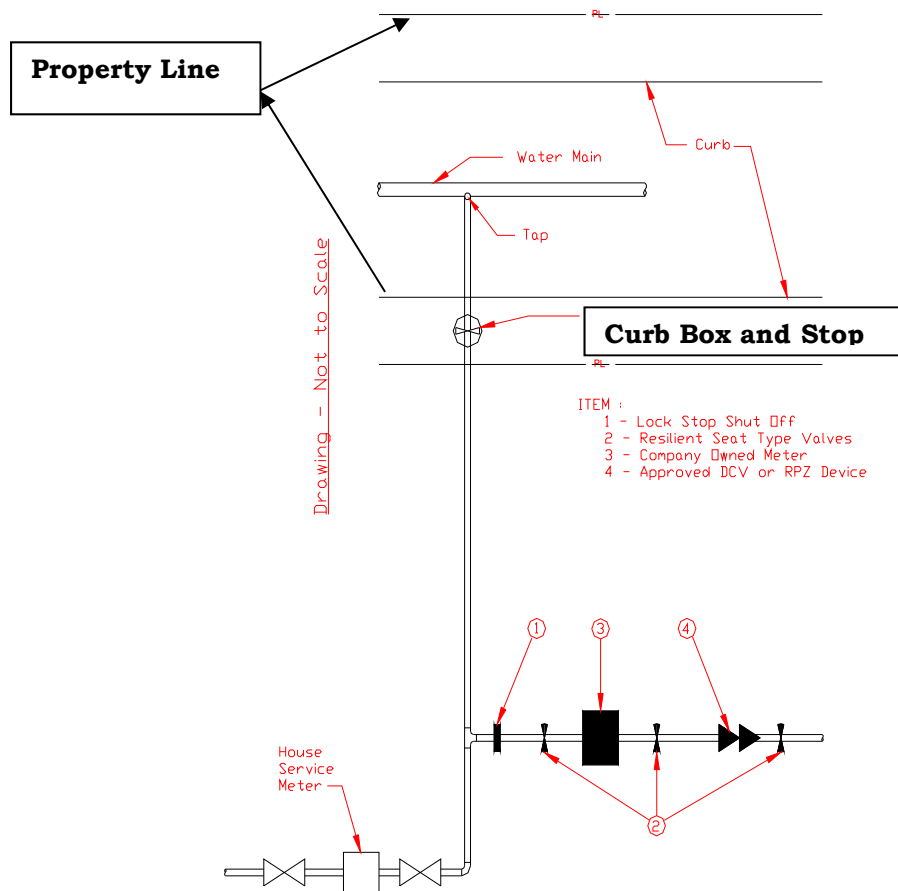 PL
Property Line
Curb
Water Main
Tap
Drawing - Not to Scale
Curb Box and Stop
PL
ITEM :
1 - Lock Stop Shut Off
2 - Resilient Seat Type Valves
3 - Company Owned Meter
4 - Approved DCV or RPZ Device
1
3
4
House
Service
Meter
2